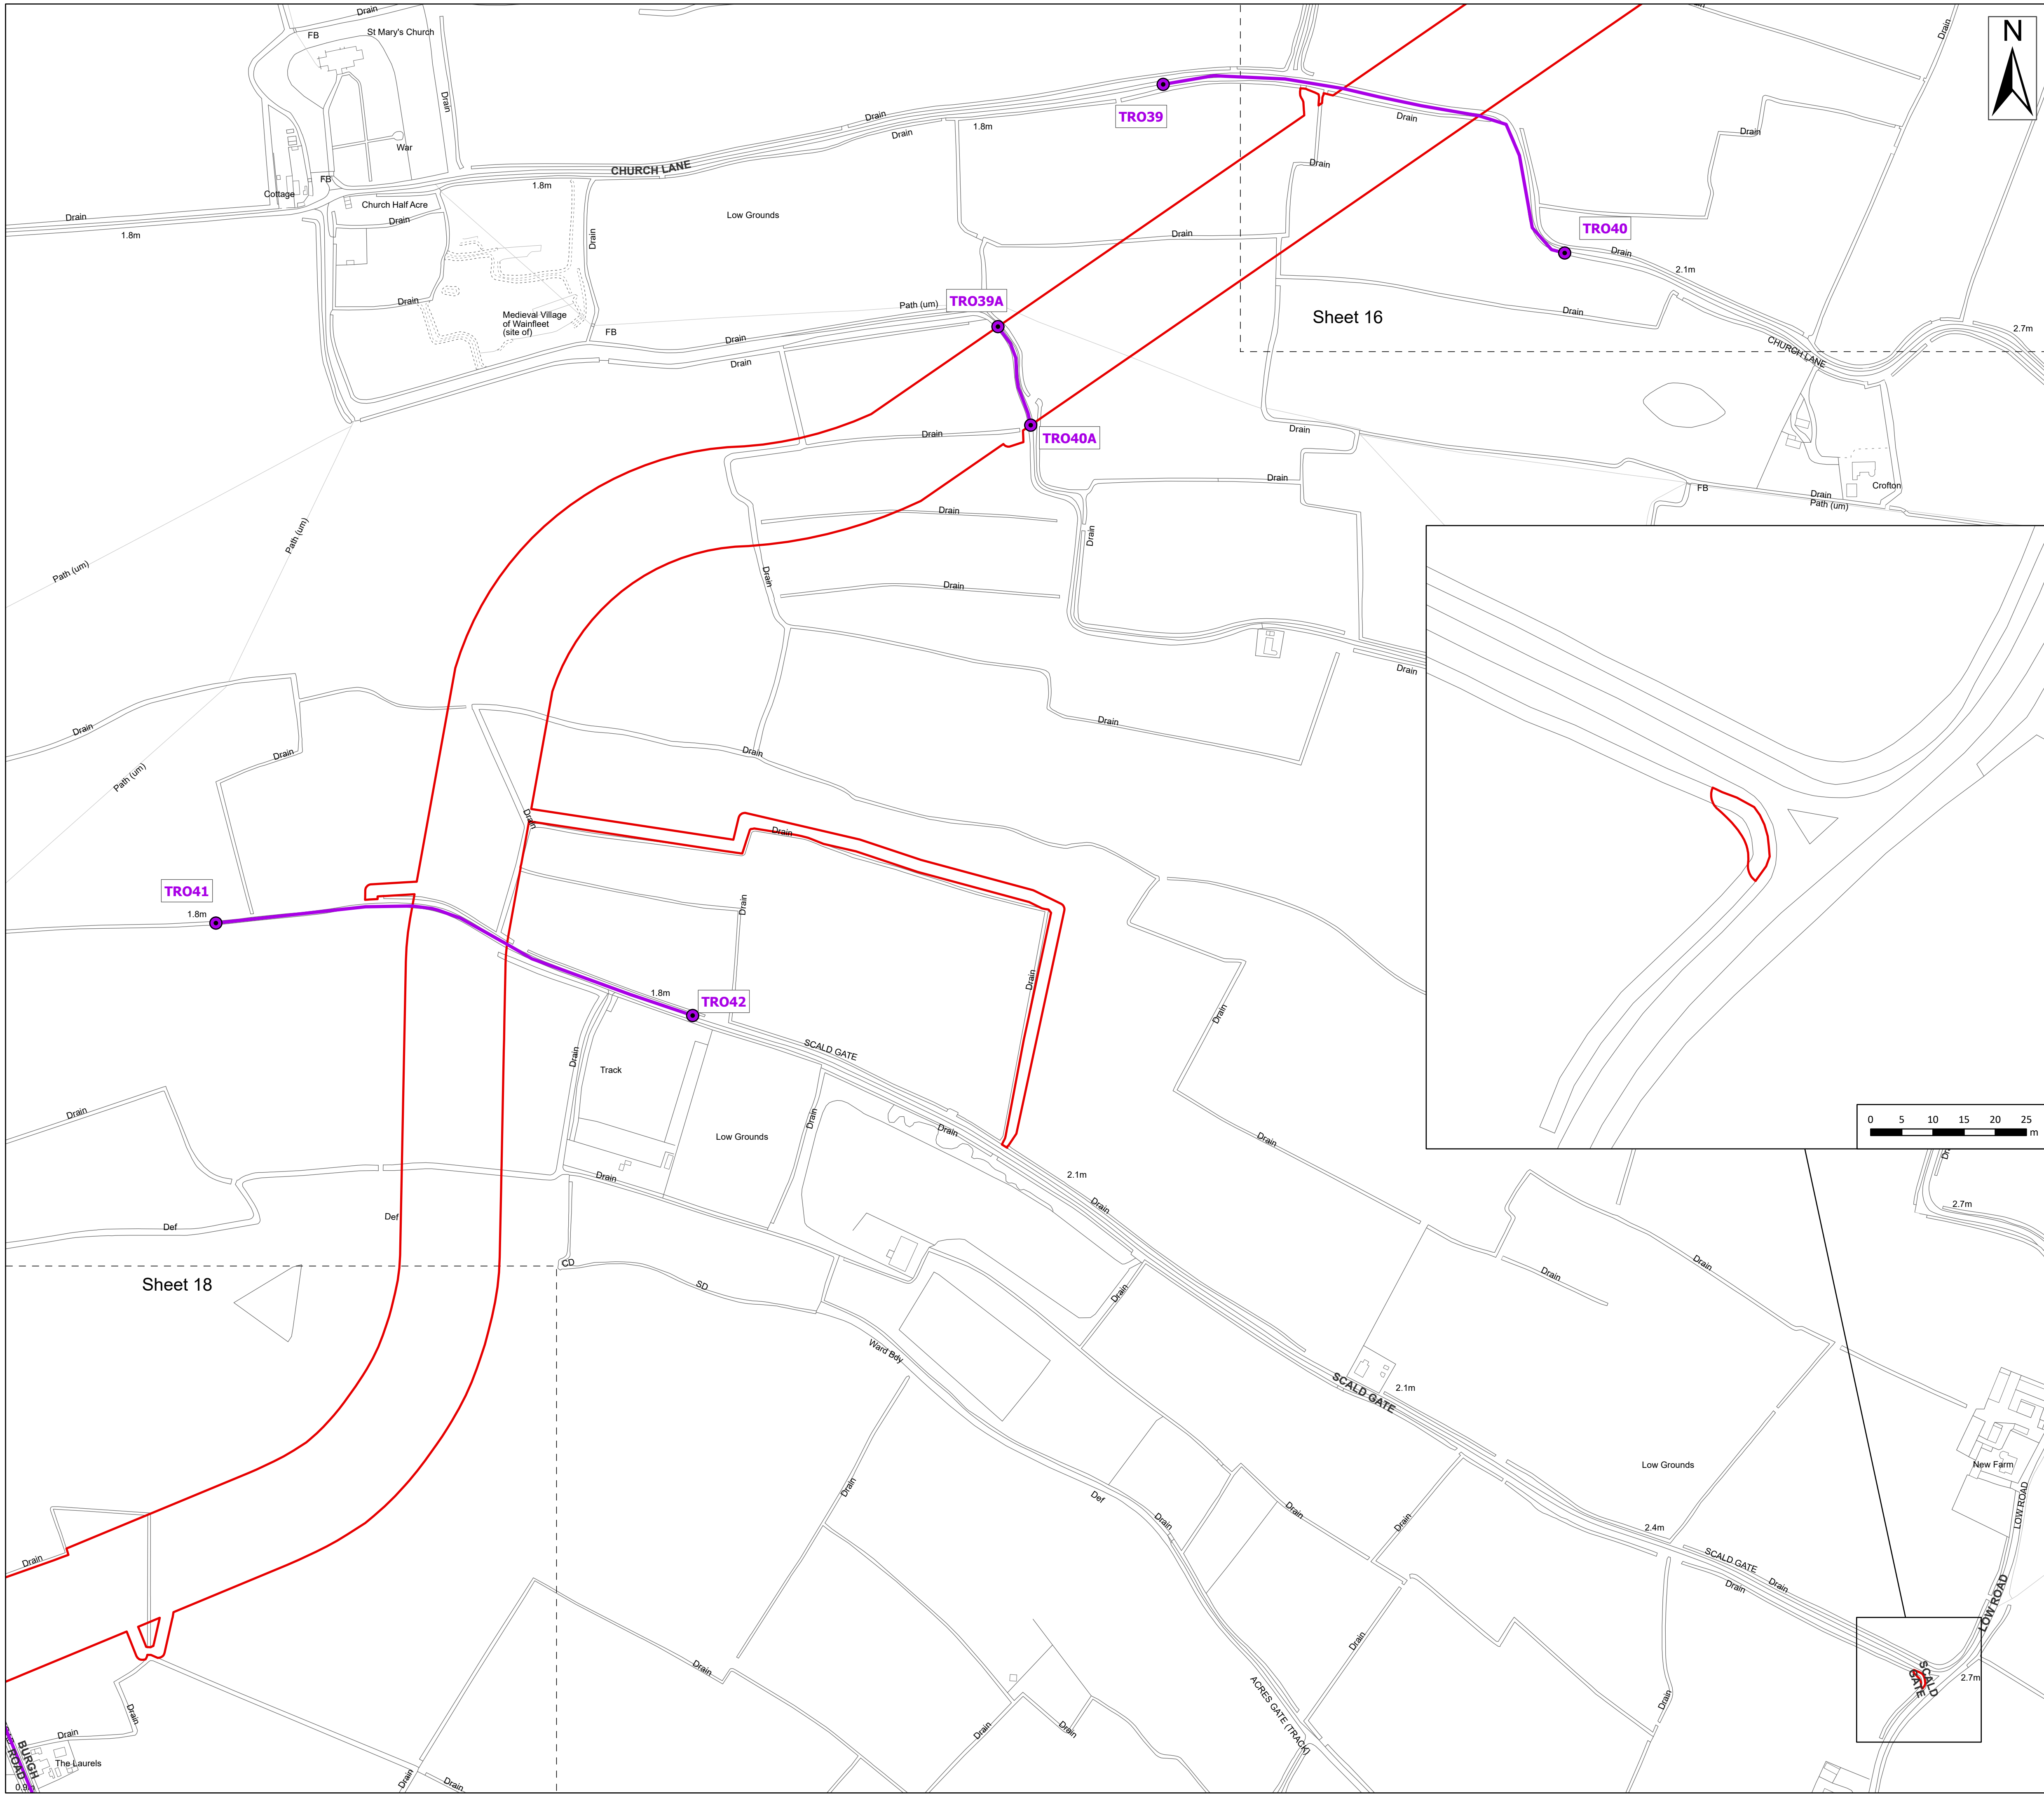 Drain
FB
St Mary's Church
Drain
N
Drain
TRO39
Drain
Drain
1.8m
Drain
Drain
War
CHURCH LANE
Drain
FB
Cottage
1.8m
Church Half Acre
Drain
Drain
1.8m
Low Grounds
Drain
Drain
TRO40
Drain
2.1m
TRO39A
Path (um)
Drain
Medieval Village
of Wainfleet
(site of)
FB
Sheet 16
Drain
2.7m
CHURCH LANE
Drain
Drain
Drain
TRO40A
Drain
Drain
Crofton
FB
Drain
Path (um)
Path (um)
Drain
Drain
Path (um)
Drain
Drain
Drain
Drain
Drain
Drain
Drain
Path (um)
Drain
Drain
TRO41
1.8m
Drain
Drain
1.8m
TRO42
Drain
SCALD GATE
Drain
Track
Drain
Drain
Low Grounds
Drain
Drain
0 5 10 15 20 25
m
2.1m
Drain
Drain
Def
Def
2.7m
Sheet 18
CD
SD
Drain
Drain
Drain
Ward Bdy
SCALD GATE
2.1m
Low Grounds
New Farm
LOW ROAD
Drain
Def
Drain
Drain
Drain
2.4m
SCALD GATE
Drain
Drain
Drain
LOW ROAD
Drain
Drain
SCALD
GATE
2.7m
ACRES GATE (TRACK)
Drain
Drain
Drain
Drain
Drain
BURGH
ROAD
The Laurels
Drain
Drain